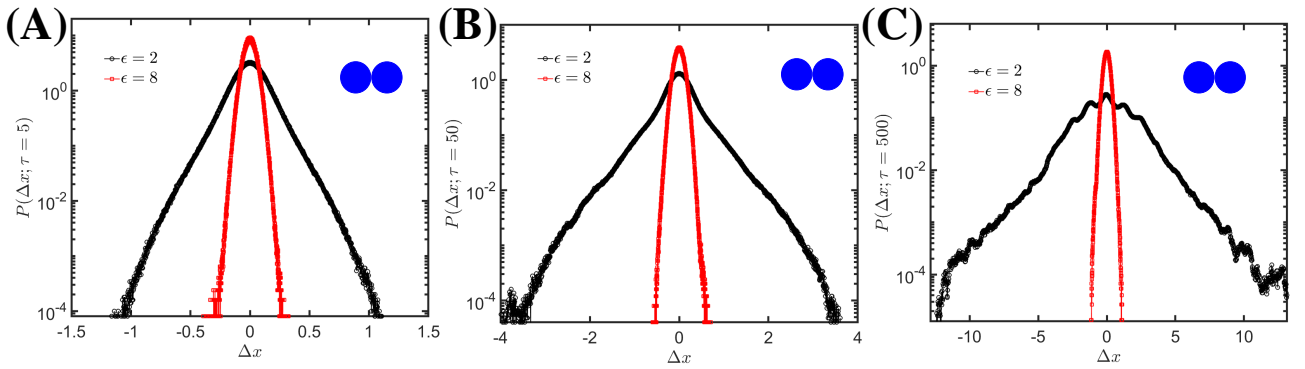 (A)
P(Δx; τ = 5)
ϵ = 2
ϵ = 8
10^0
10^-2
10^-4
-1.5 -1 -0.5 0 0.5 1 1.5
Δx
(B)
P(Δx; τ = 50)
ϵ = 2
ϵ = 8
10^0
10^-2
10^-4
-4 -2 0 2 4
Δx
(C)
P(Δx; τ = 500)
ϵ = 2
ϵ = 8
10^0
10^-2
10^-4
-10 -5 0 5 10
Δx